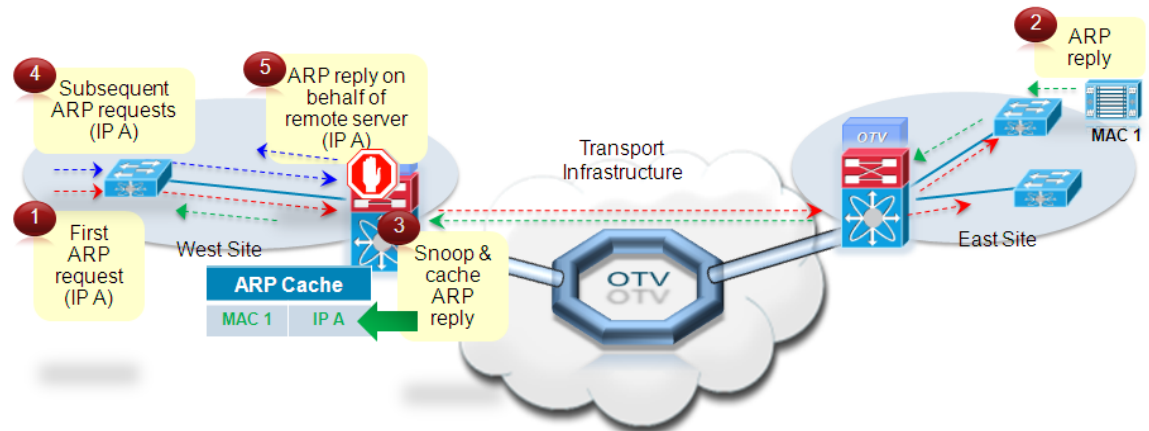 4
Subsequent
ARP requests
(IP A)
5
ARP reply on
behalf of
remote server
(IP A)
2
ARP
reply
MAC 1
OTV
Transport
Infrastructure
1
First
ARP
request
(IP A)
West Site
3
Snoop &
cache
ARP
reply
East Site
ARP Cache
MAC 1
IP A
OTV
OTV